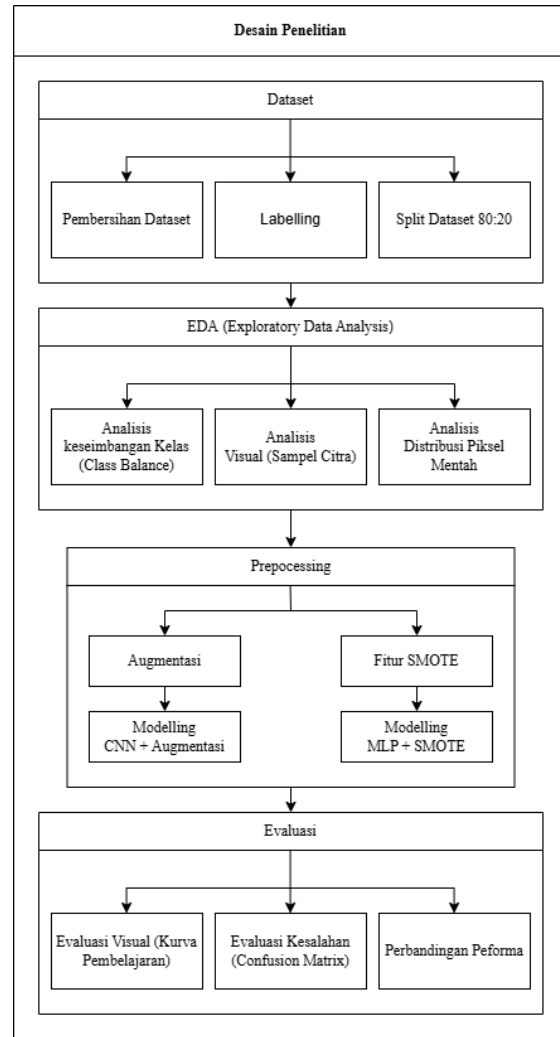 Desain Penelitian
Dataset
Pembersihan Dataset
Labelling
Split Dataset 80:20
EDA (Exploratory Data Analysis)
Analisis
keseimbangan Kelas
(Class Balance)
Analisis
Visual (Sampel Citra)
Analisis
Distribusi Piksel
Mentah
Prepocessing
Augmentasi
Fitur SMOTE
Modelling
CNN + Augmentasi
Modelling
MLP + SMOTE
Evaluasi
Evaluasi Visual (Kurva
Pembelajaran)
Evaluasi Kesalahan
(Confusion Matrix)
Perbandingan Peforma